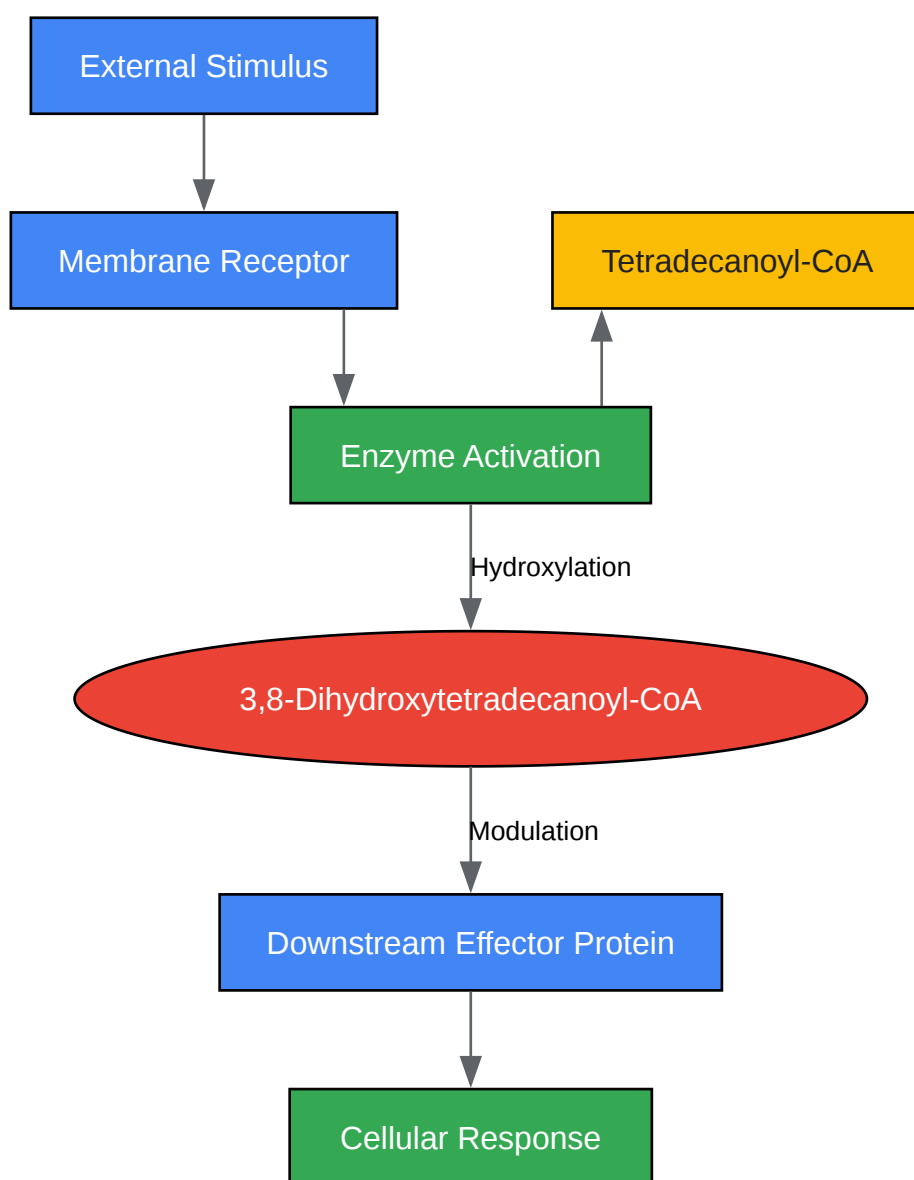 External Stimulus
Membrane Receptor
Tetradecanoyl-CoA
Enzyme Activation
Hydroxylation
3,8-Dihydroxytetradecanoyl-CoA
Modulation
Downstream Effector Protein
Cellular Response